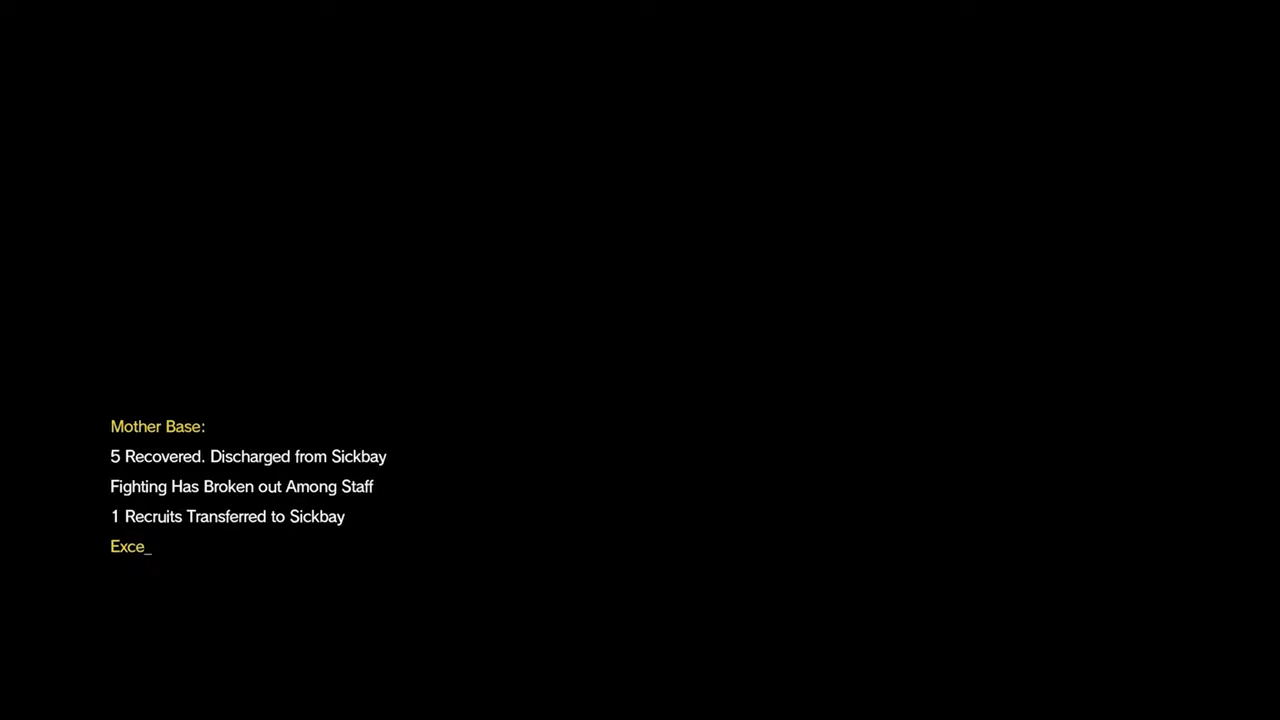 Mother Base:
5 Recovered. Discharged from Sickbay
Fighting Has Broken out Among Staff
1 Recruits Transferred to Sickbay
Exce_